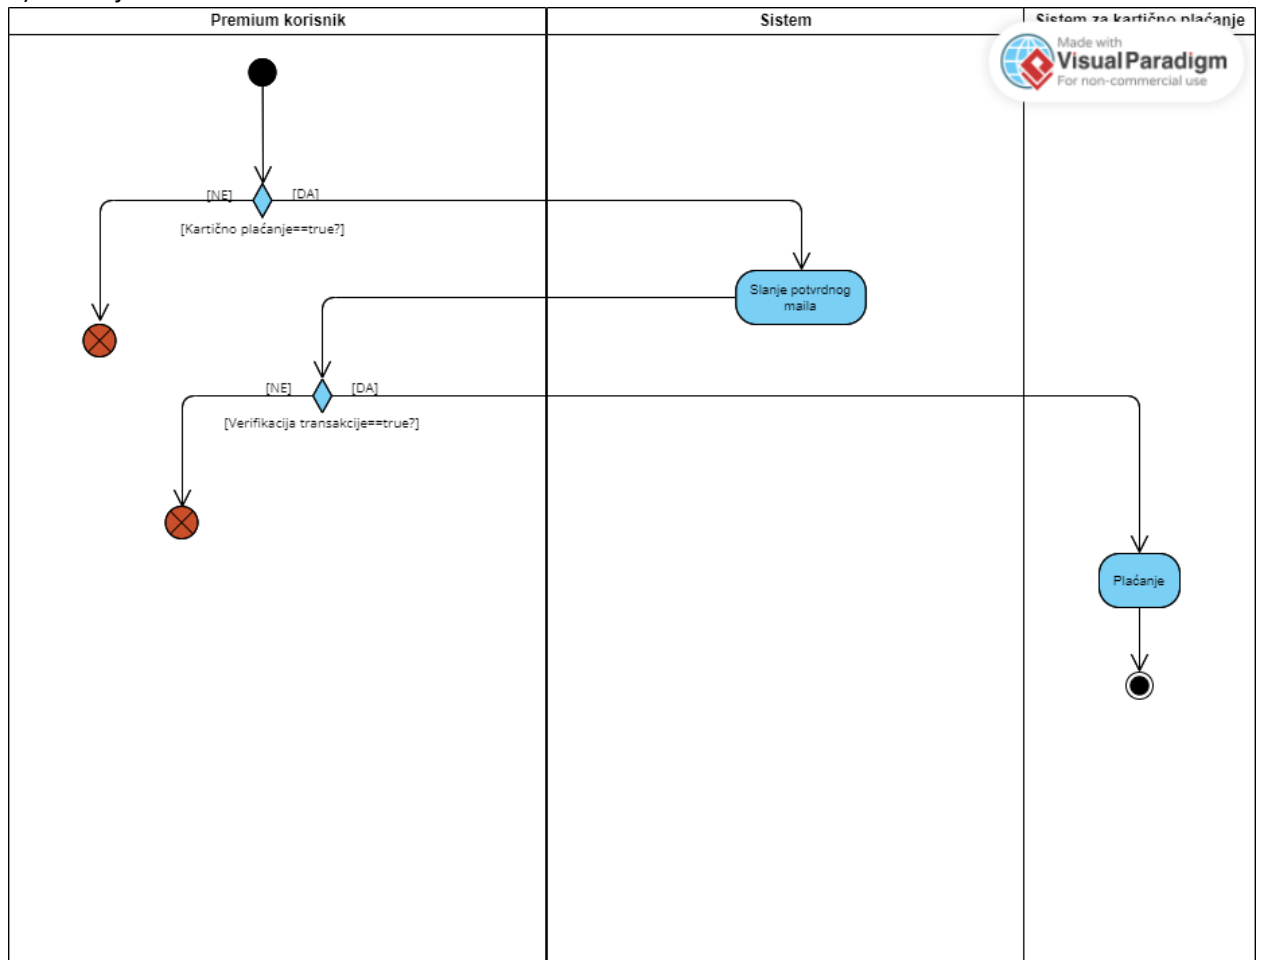 Premium korisnik
Sistem
Sistem za kartično plaćanje
Made with
Visual Paradigm
For non-commercial use
[NE]
[DA]
[Kartično plaćanje==true?]
Slanje potvrdnog
maila
[NE]
[DA]
[Verifikacija transakcije==true?]
Plaćanje